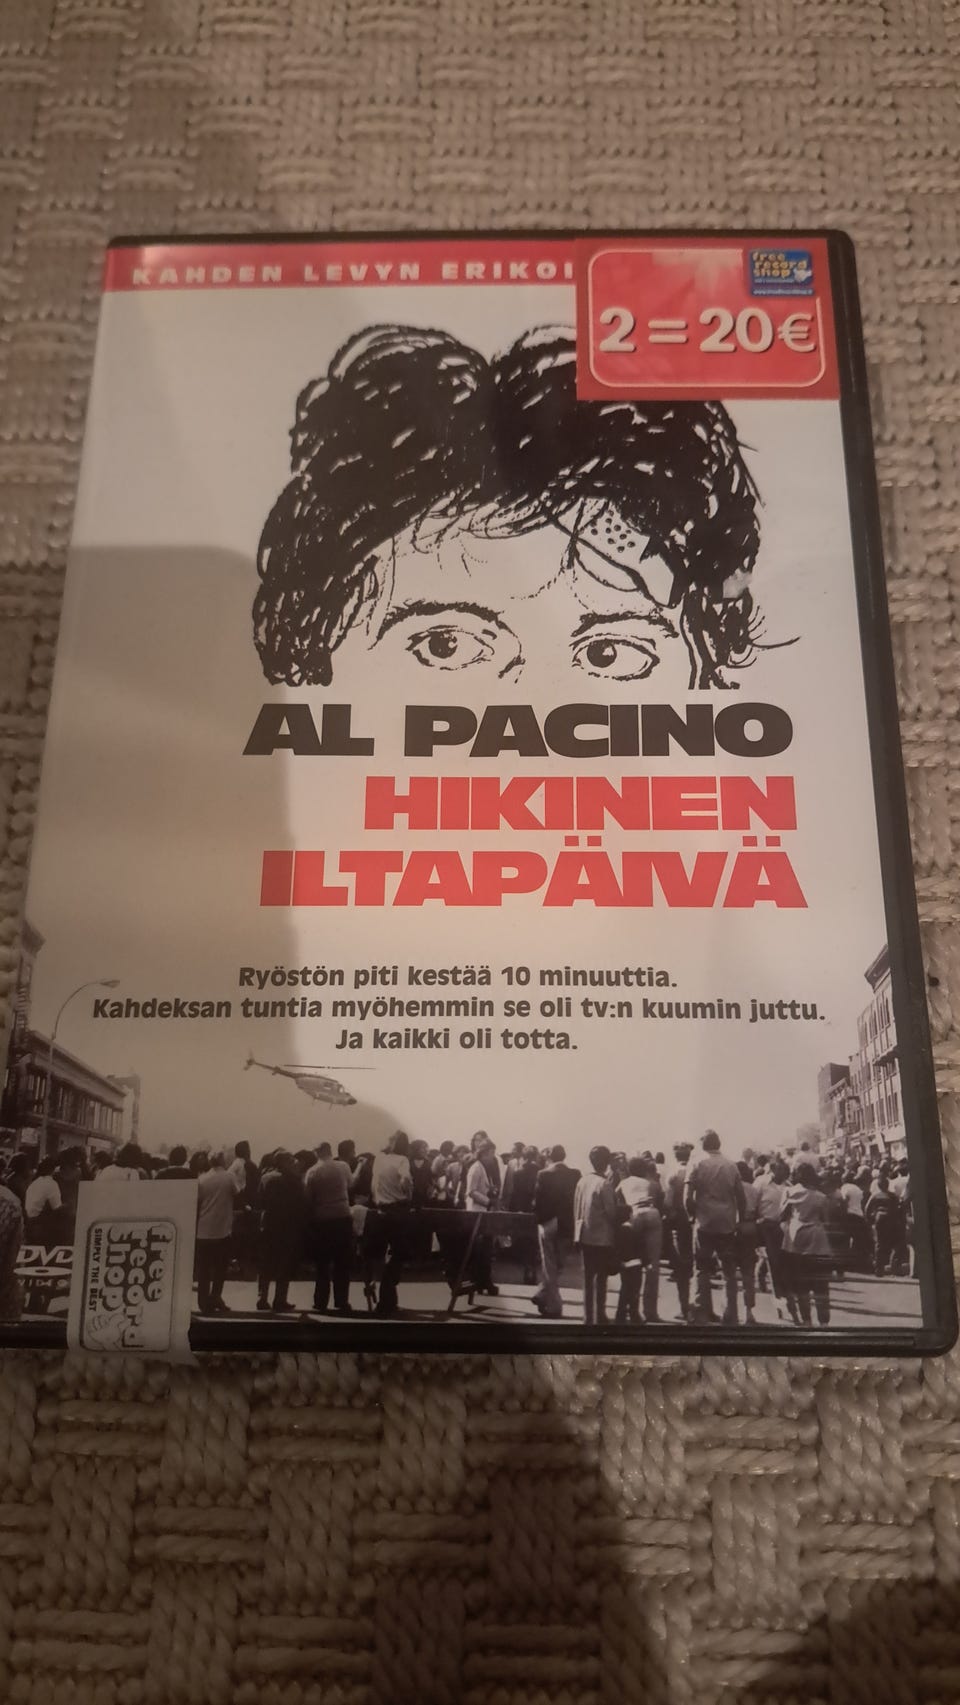 KAHDEN LEVYN ERIKOI
free
record
shop
2 = 20€
AL PACINO
HIKINEN
ILTAPÄIVÄ
Ryöstön piti kestää 10 minuuttia.
Kahdeksan tuntia myöhemmin se oli tv:n kuumin juttu.
Ja kaikki oli totta.
DVD
VIDEO
free
record
shop
SIMPLY THE BEST